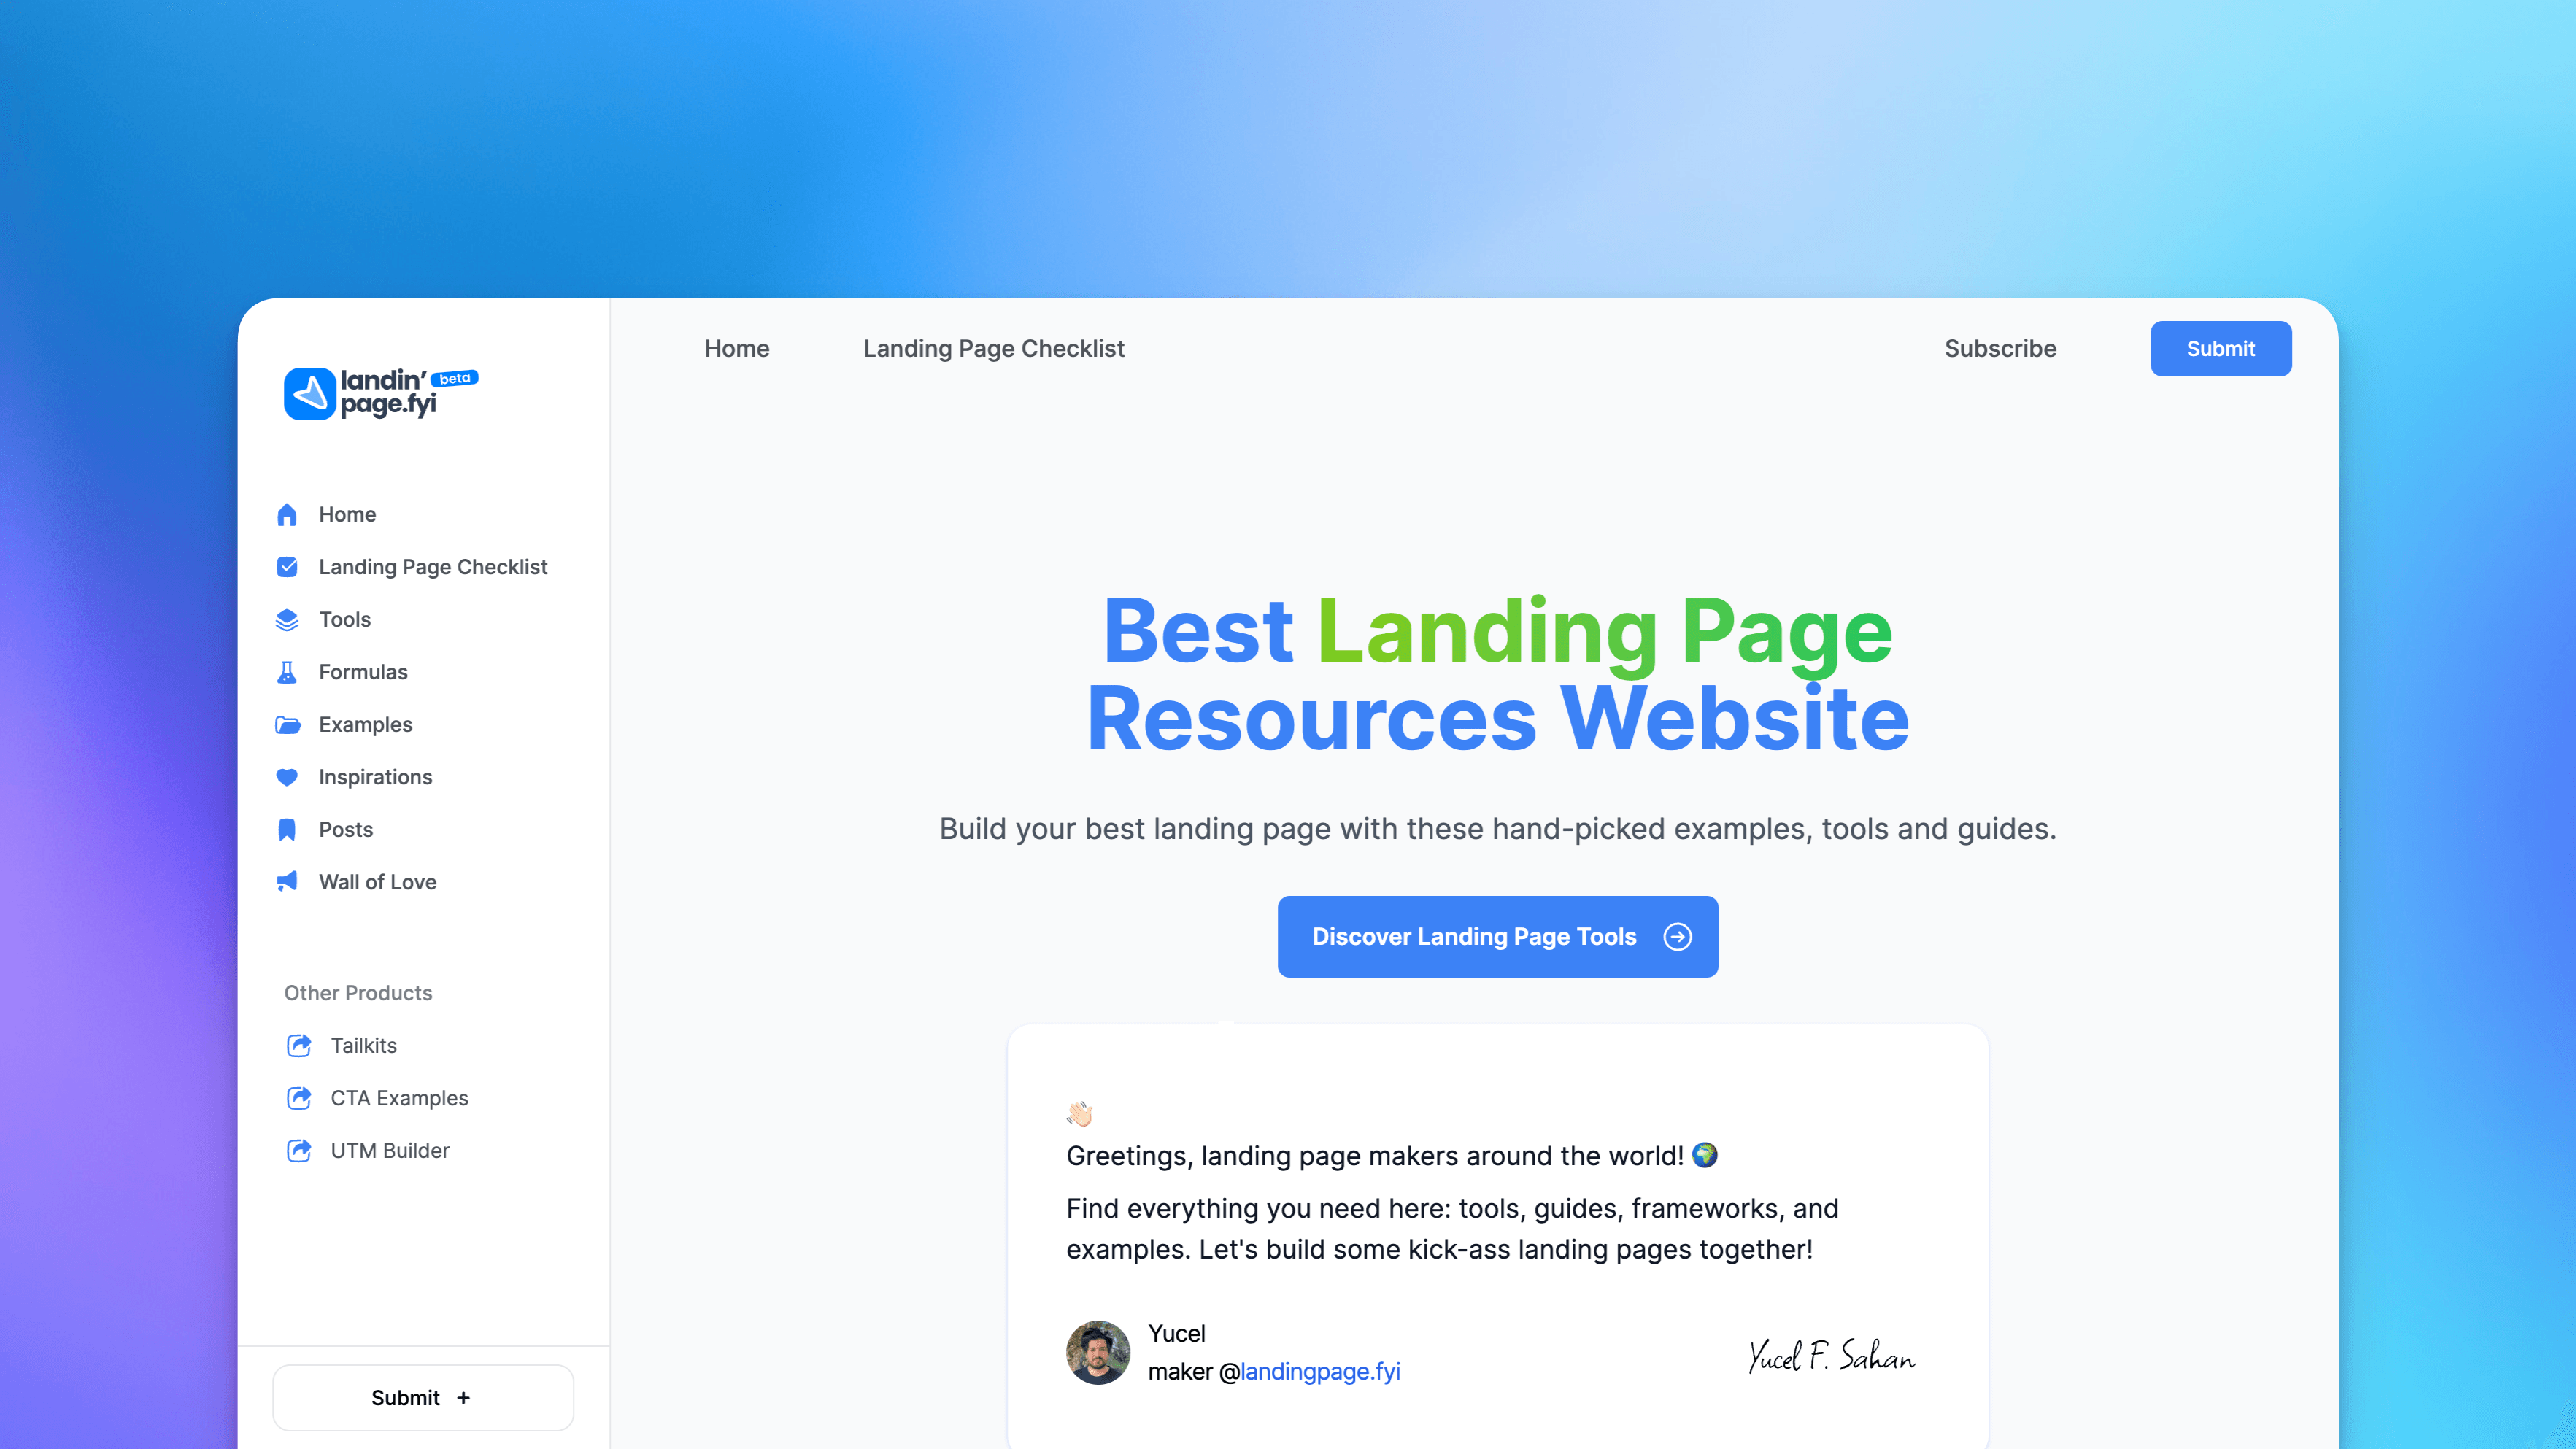 landin' beta
page.fyi
Home
Landing Page Checklist
Tools
Formulas
Examples
Inspirations
Posts
Wall of Love
Other Products
Tailkits
CTA Examples
UTM Builder
Submit +
Home Landing Page Checklist Subscribe Submit
Best Landing Page
Resources Website
Build your best landing page with these hand-picked examples, tools and guides.
Discover Landing Page Tools
👋🏻
Greetings, landing page makers around the world! 🌍
Find everything you need here: tools, guides, frameworks, and
examples. Let's build some kick-ass landing pages together!
Yucel
maker @landingpage.fyi
Yucel F. Sahan